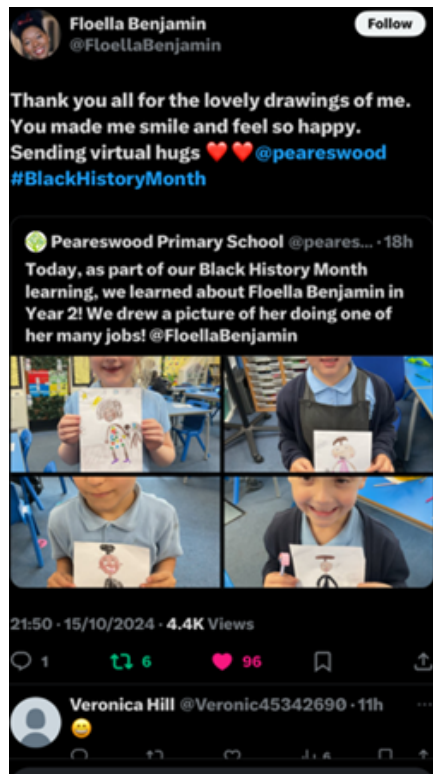 Floella Benjamin
@FloellaBenjamin
Follow
Thank you all for the lovely drawings of me.
You made me smile and feel so happy.
Sending virtual hugs ❤️ ❤️ @peareswood
#BlackHistoryMonth
Peareswood Primary School @peares... · 18h
Today, as part of our Black History Month
learning, we learned about Floella Benjamin in
Year 2! We drew a picture of her doing one of
her many jobs! @FloellaBenjamin
21:50 · 15/10/2024 · 4.4K Views
1 6 96
Veronica Hill @Veronic45342690 · 11h
😀
6